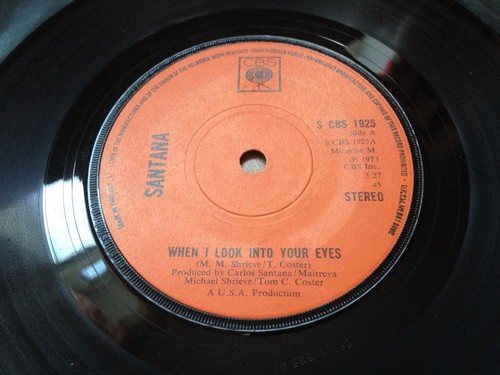 CBS
S CBS 1925
Side A
S CBS 1925A
℗ 1973
CBS Inc.
3.27
45
STEREO
SANTANA
WHEN I LOOK INTO YOUR EYES
(M. M. Shrieve/T. Coster)
Produced by Carlos Santana/Maitreya
Michael Shrieve/Tom C. Coster
A U.S.A. Production